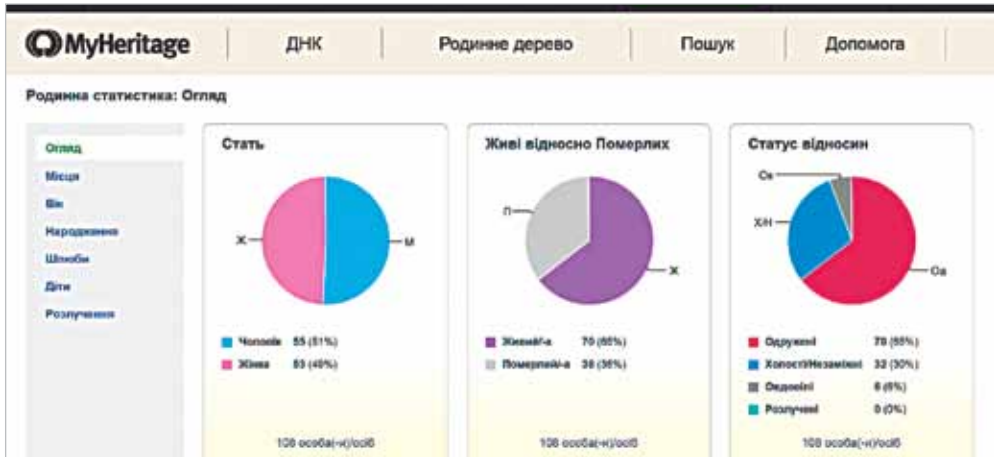 MyHeritage ДНК Родинне дерево Пошук Допомога
Родинна статистика: Огляд
Огляд
Місця
Вік
Народження
Шлюби
Діти
Розлучення
Стать
Ж
М
Чоловік 55 (51%)
Жінка 53 (49%)
108 особа(-и)/осіб
Живі відносно Померлих
П
Ж
Живий/-а 70 (65%)
Померлий/-а 38 (35%)
108 особа(-и)/осіб
Статус відносин
Ов
Х/Н
Од
Одружені 70 (65%)
Холості/Незаміжні 32 (30%)
Овдовілі 6 (6%)
Розлучені 0 (0%)
108 особа(-и)/осіб